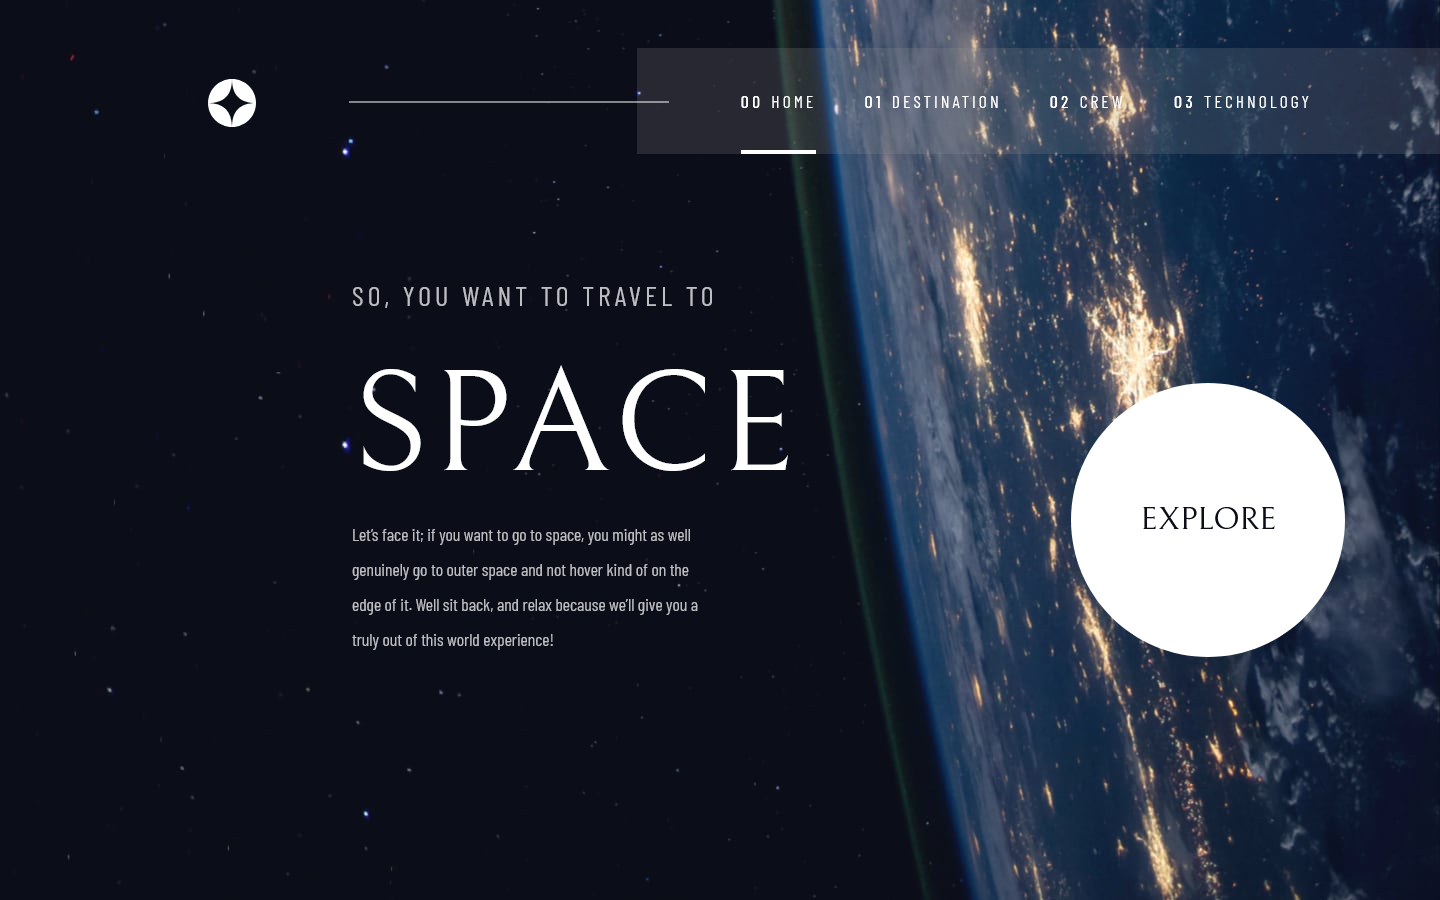 00 HOME 01 DESTINATION 02 CREW 03 TECHNOLOGY
SO, YOU WANT TO TRAVEL TO
SPACE
Let’s face it; if you want to go to space, you might as well
genuinely go to outer space and not hover kind of on the
edge of it. Well sit back, and relax because we’ll give you a
truly out of this world experience!
EXPLORE